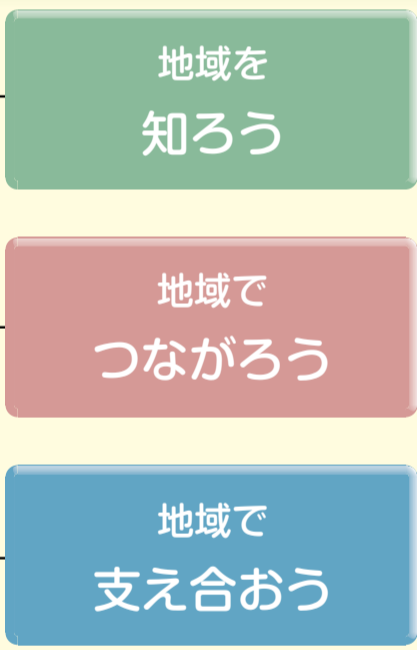 地域を
知ろう
地域で
つながろう
地域で
支え合おう